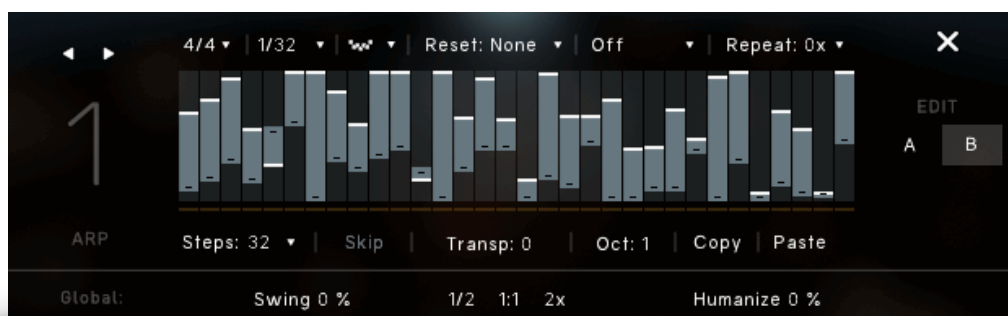 4/4 1/32 Reset: None Off Repeat: 0x
1
EDIT
A B
ARP
Steps: 32 Skip Transp: 0 Oct: 1 Copy Paste
Global: Swing 0 % 1/2 1:1 2x Humanize 0 %